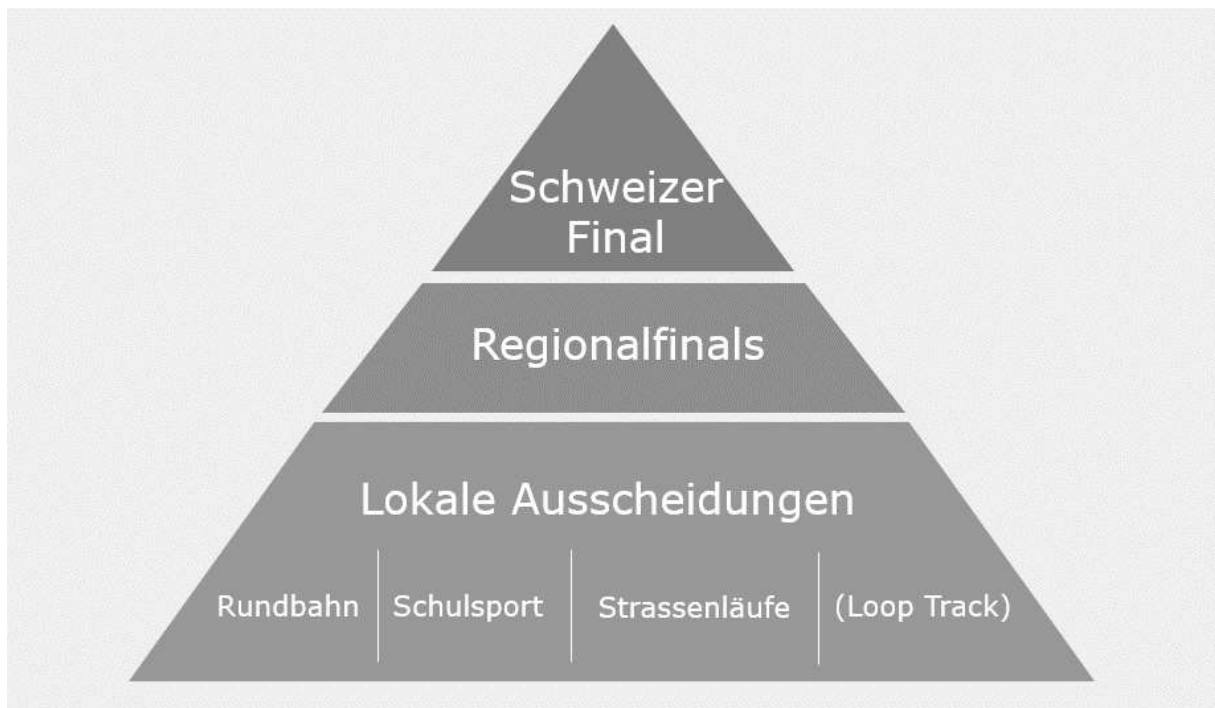 Schweizer
Final
Regionalfinals
Lokale Ausscheidungen
Rundbahn
Schulsport
Strassenläufe
(Loop Track)